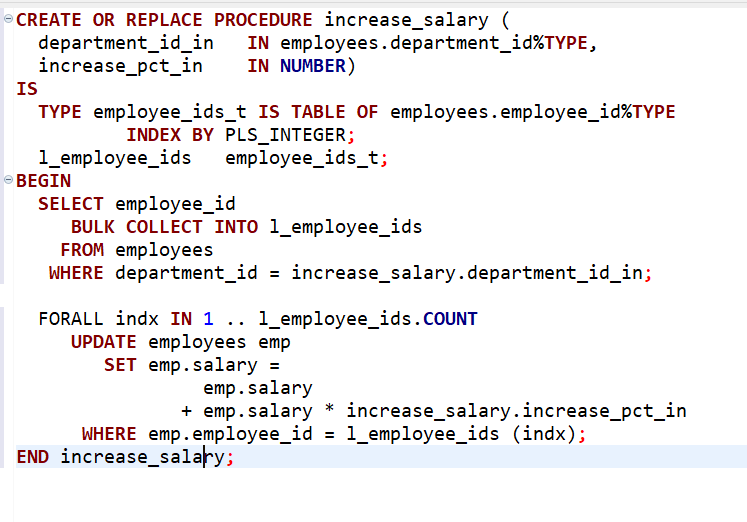 CREATE OR REPLACE PROCEDURE increase_salary (
  department_id_in   IN employees.department_id%TYPE,
  increase_pct_in    IN NUMBER)
IS
  TYPE employee_ids_t IS TABLE OF employees.employee_id%TYPE
          INDEX BY PLS_INTEGER;
  l_employee_ids   employee_ids_t;
BEGIN
  SELECT employee_id
     BULK COLLECT INTO l_employee_ids
    FROM employees
   WHERE department_id = increase_salary.department_id_in;

  FORALL indx IN 1 .. l_employee_ids.COUNT
     UPDATE employees emp
        SET emp.salary =
                 emp.salary
               + emp.salary * increase_salary.increase_pct_in
      WHERE emp.employee_id = l_employee_ids (indx);
END increase_salary;